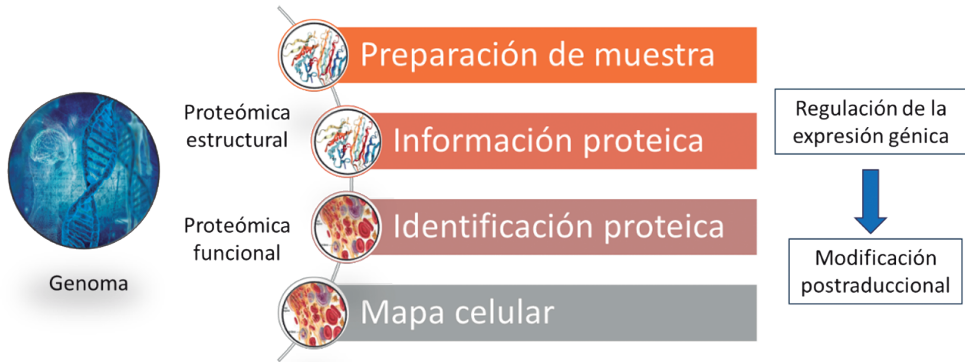 Preparación de muestra
Proteómica
estructural
Información proteica
Proteómica
funcional
Identificación proteica
Mapa celular
Genoma
Regulación de la
expresión génica
Modificación
postraduccional